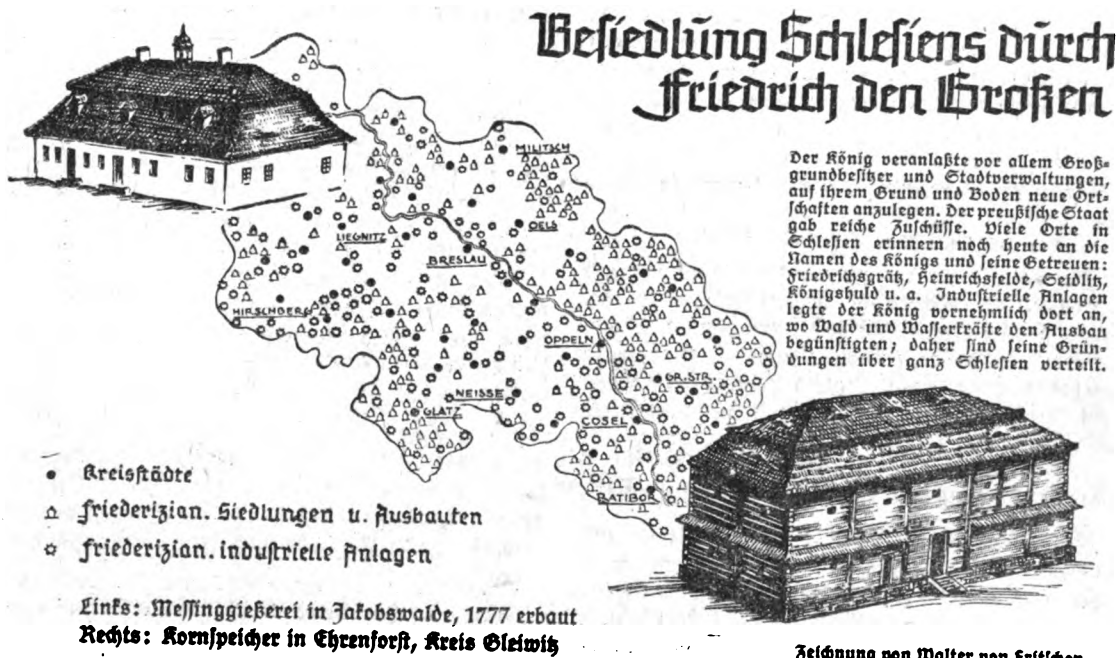 Besiedlung Schlesiens durch
Friedrich den Großen
Der König veranlaßte vor allem Groß-
grundbesitzer und Stadtverwaltungen,
auf ihrem Grund und Boden neue Ort-
schaften anzulegen. Der preußische Staat
gab reiche Zuschüsse. Viele Orte in
Schlesien erinnern noch heute an die
Namen des Königs und seine Getreuen:
Friedrichsgrätz, Heinrichsfelde, Seidlitz,
Königshuld u. a. Industrielle Anlagen
legte der König vornehmlich dort an,
wo Wald und Wasserkräfte den Ausbau
begünstigten; daher sind seine Grün-
dungen über ganz Schlesien verteilt.
MILITSCH
OELS
LIEGNITZ
BRESLAU
HIRSCHBERG
OPPELN
GR. STR.
NEISSE
GLATZ
COSEL
RATIBOR
Kreisstädte
Friederizian. Siedlungen u. Ausbauten
Friederizian. industrielle Anlagen
Links: Messinggießerei in Jakobswalde, 1777 erbaut
Rechts: Kornspeicher in Ehrenforst, Kreis Gleiwitz
Zeichnung von Walter von